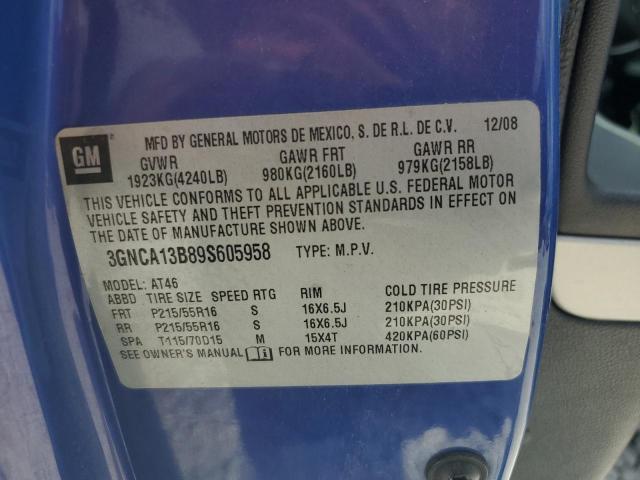 GM
MFD BY GENERAL MOTORS DE MEXICO, S. DE R.L. DE C.V. 12/08
GVWR GAWR FRT GAWR RR
1923KG(4240LB) 980KG(2160LB) 979KG(2158LB)
THIS VEHICLE CONFORMS TO ALL APPLICABLE U.S. FEDERAL MOTOR
VEHICLE SAFETY AND THEFT PREVENTION STANDARDS IN EFFECT ON
THE DATE OF MANUFACTURE SHOWN ABOVE.
3GNCA13B89S605958 TYPE: M.P.V.
MODEL: AT46
ABBD TIRE SIZE SPEED RTG RIM COLD TIRE PRESSURE
FRT P215/55R16 S 16X6.5J 210KPA(30PSI)
RR P215/55R16 S 16X6.5J 210KPA(30PSI)
SPA T115/70D15 M 15X4T 420KPA(60PSI)
SEE OWNER'S MANUAL FOR MORE INFORMATION.